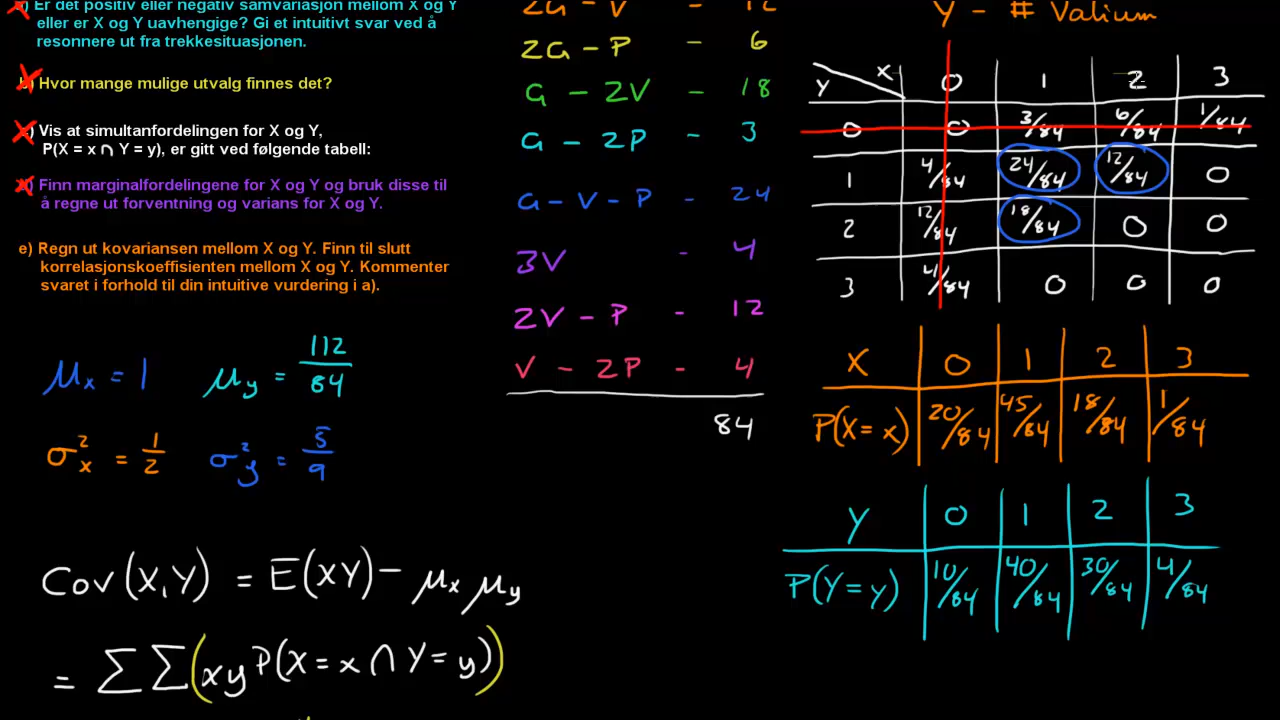 a) Er det positiv eller negativ samvariasjon mellom X og Y
eller er X og Y uavhengige? Gi et intuitivt svar ved å
resonnere ut fra trekkesituasjonen.
b) Hvor mange mulige utvalg finnes det?
c) Vis at simultanfordelingen for X og Y,
P(X = x ∩ Y = y), er gitt ved følgende tabell:
d) Finn marginalfordelingene for X og Y og bruk disse til
å regne ut forventning og varians for X og Y.
e) Regn ut kovariansen mellom X og Y. Finn til slutt
korrelasjonskoeffisienten mellom X og Y. Kommenter
svaret i forhold til din intuitive vurdering i a).
μx = 1 μy = 112/84
σ²x = 1/2 σ²y = 5/9
Cov(X,Y) = E(XY) - μx μy
= ΣΣ(xy P(X = x ∩ Y = y))
2G - V - 12
2G - P - 6
G - 2V - 18
G - 2P - 3
G - V - P - 24
3V - 4
2V - P - 12
V - 2P - 4
84
Y - # Valium
Y X 0 1 2 3
0 0 3/84 6/84 1/84
1 4/84 24/84 12/84 0
2 12/84 18/84 0 0
3 4/84 0 0 0
X 0 1 2 3
P(X = x) 20/84 45/84 18/84 1/84
Y 0 1 2 3
P(Y = y) 10/84 40/84 30/84 4/84